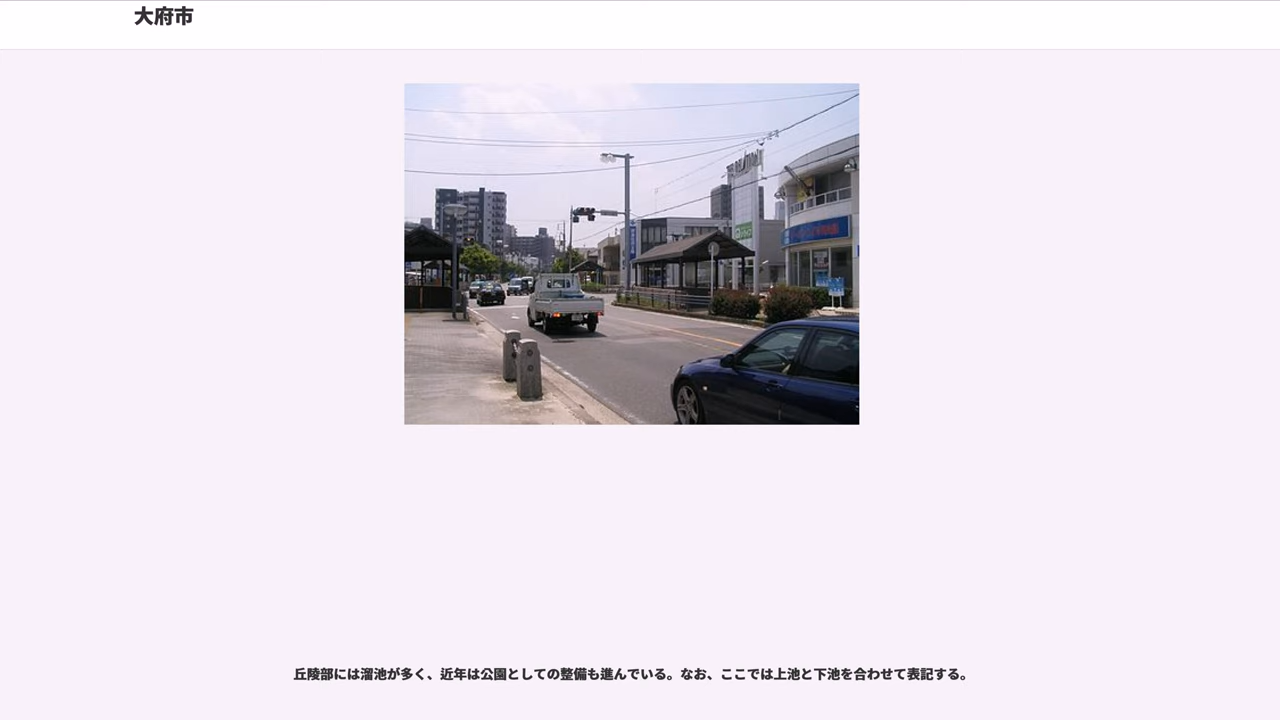 大府市
丘陵部には溜池が多く、近年は公園としての整備も進んでいる。なお、ここでは上池と下池を合わせて表記する。